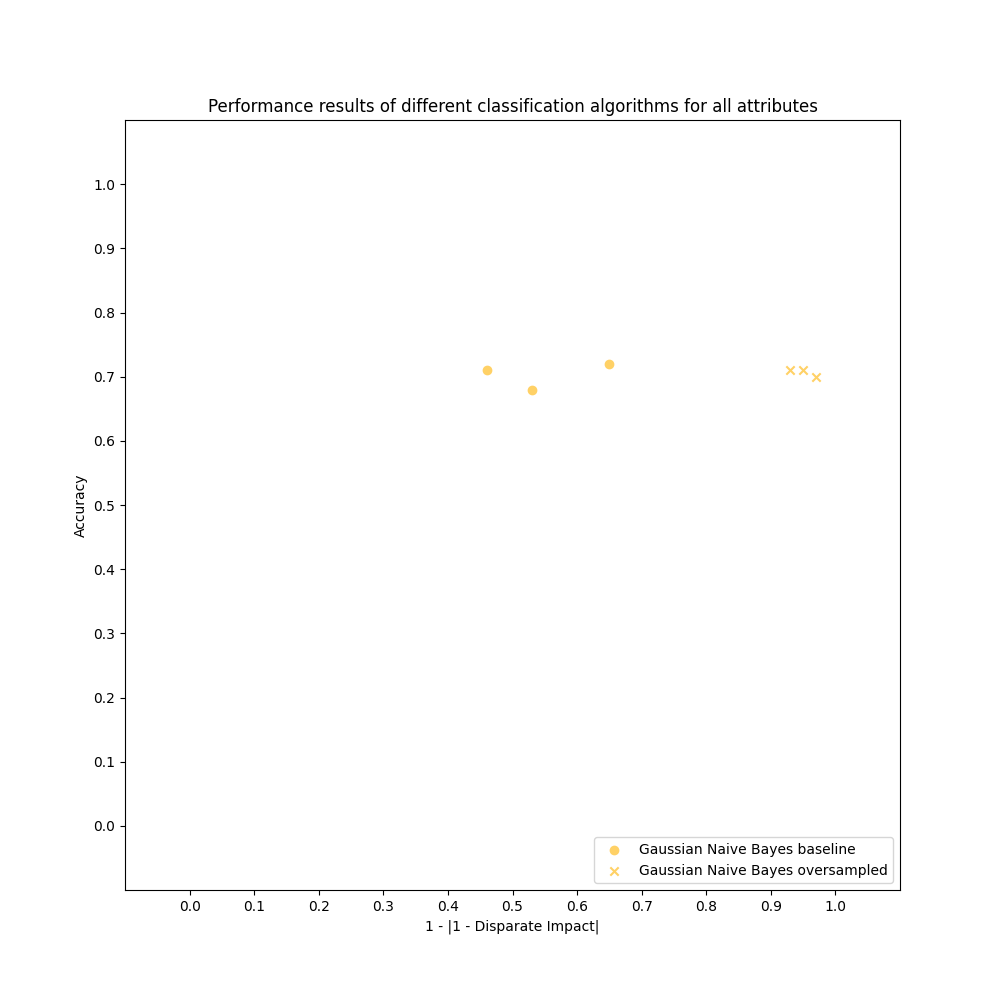 Performance results of different classification algorithms for all attributes
1.0
0.9
0.8
0.7
0.6
0.5
0.4
0.3
0.2
0.1
0.0
Accuracy
Gaussian Naive Bayes baseline
Gaussian Naive Bayes oversampled
0.0 0.1 0.2 0.3 0.4 0.5 0.6 0.7 0.8 0.9 1.0
1 - |1 - Disparate Impact|